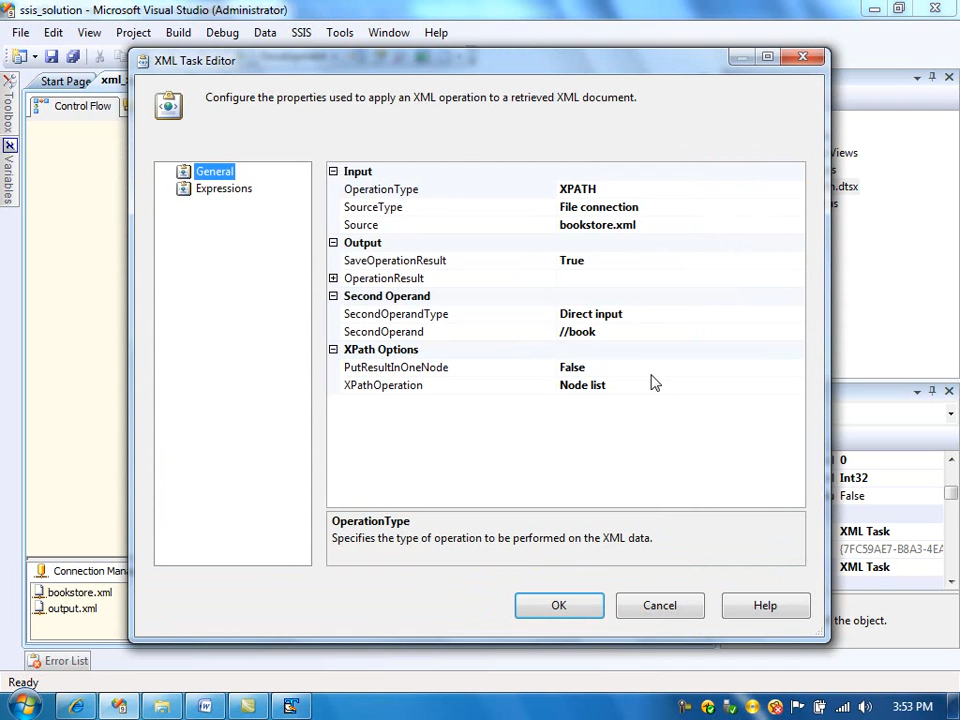 ssis_solution - Microsoft Visual Studio (Administrator)
File Edit View Project Build Debug Data SSIS Tools Window Help
XML Task Editor
Start Page
Control Flow
Toolbox
Variables
Configure the properties used to apply an XML operation to a retrieved XML document.
General
Expressions
Input
OperationType XPATH
SourceType File connection
Source bookstore.xml
Output
SaveOperationResult True
OperationResult
Second Operand
SecondOperandType Direct input
SecondOperand //book
XPath Options
PutResultInOneNode False
XPathOperation Node list
OperationType
Specifies the type of operation to be performed on the XML data.
OK Cancel Help
Views
.dtsx
0
Int32
False
XML Task
{7FC59AE7-B8A3-4EA
XML Task
the object.
Connection Mana
bookstore.xml
output.xml
Error List
Ready
3:53 PM